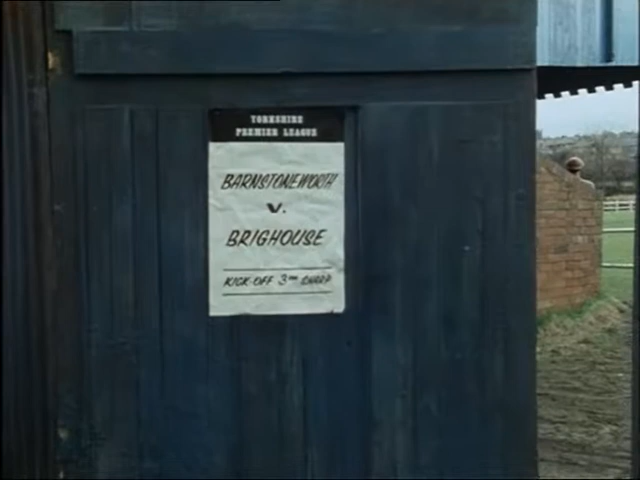 YORKSHIRE
PREMIER LEAGUE
BARNSTONEWORTH
V.
BRIGHOUSE
KICK-OFF 3PM SHARP